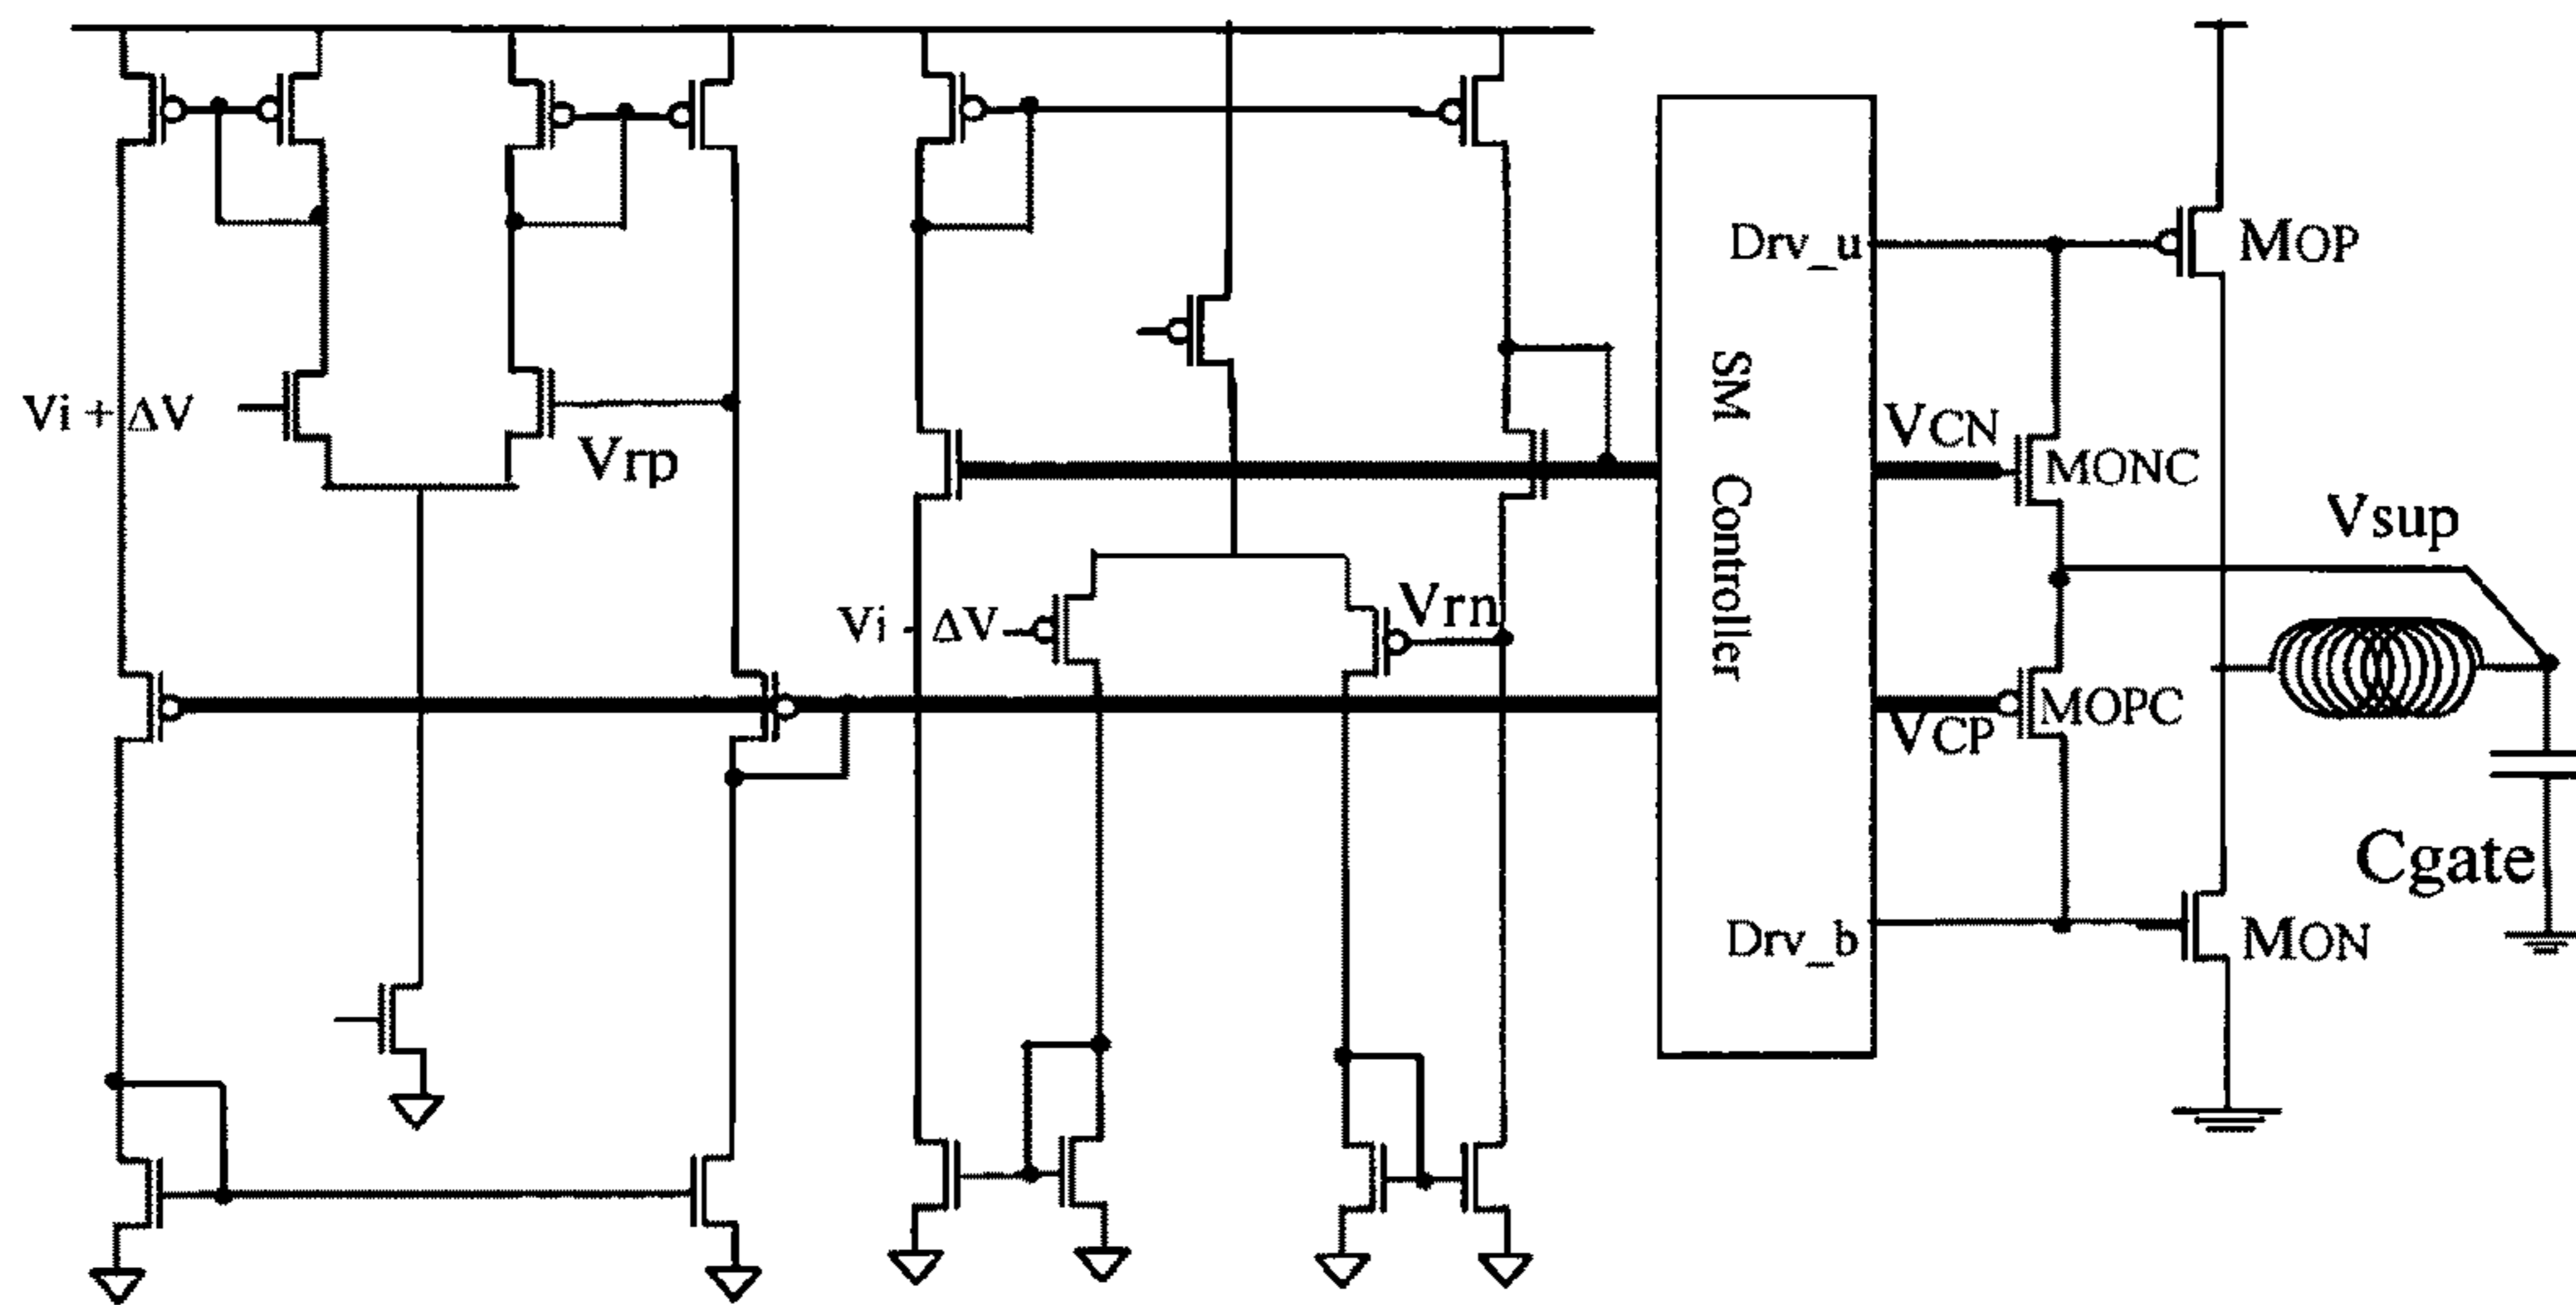 Vi + ΔV
Vrp
Vi - ΔV
Vrn
SM Controller
Drv_u
Drv_b
VCN
VCP
MONC
MOPC
MOP
MON
Vsup
Cgate